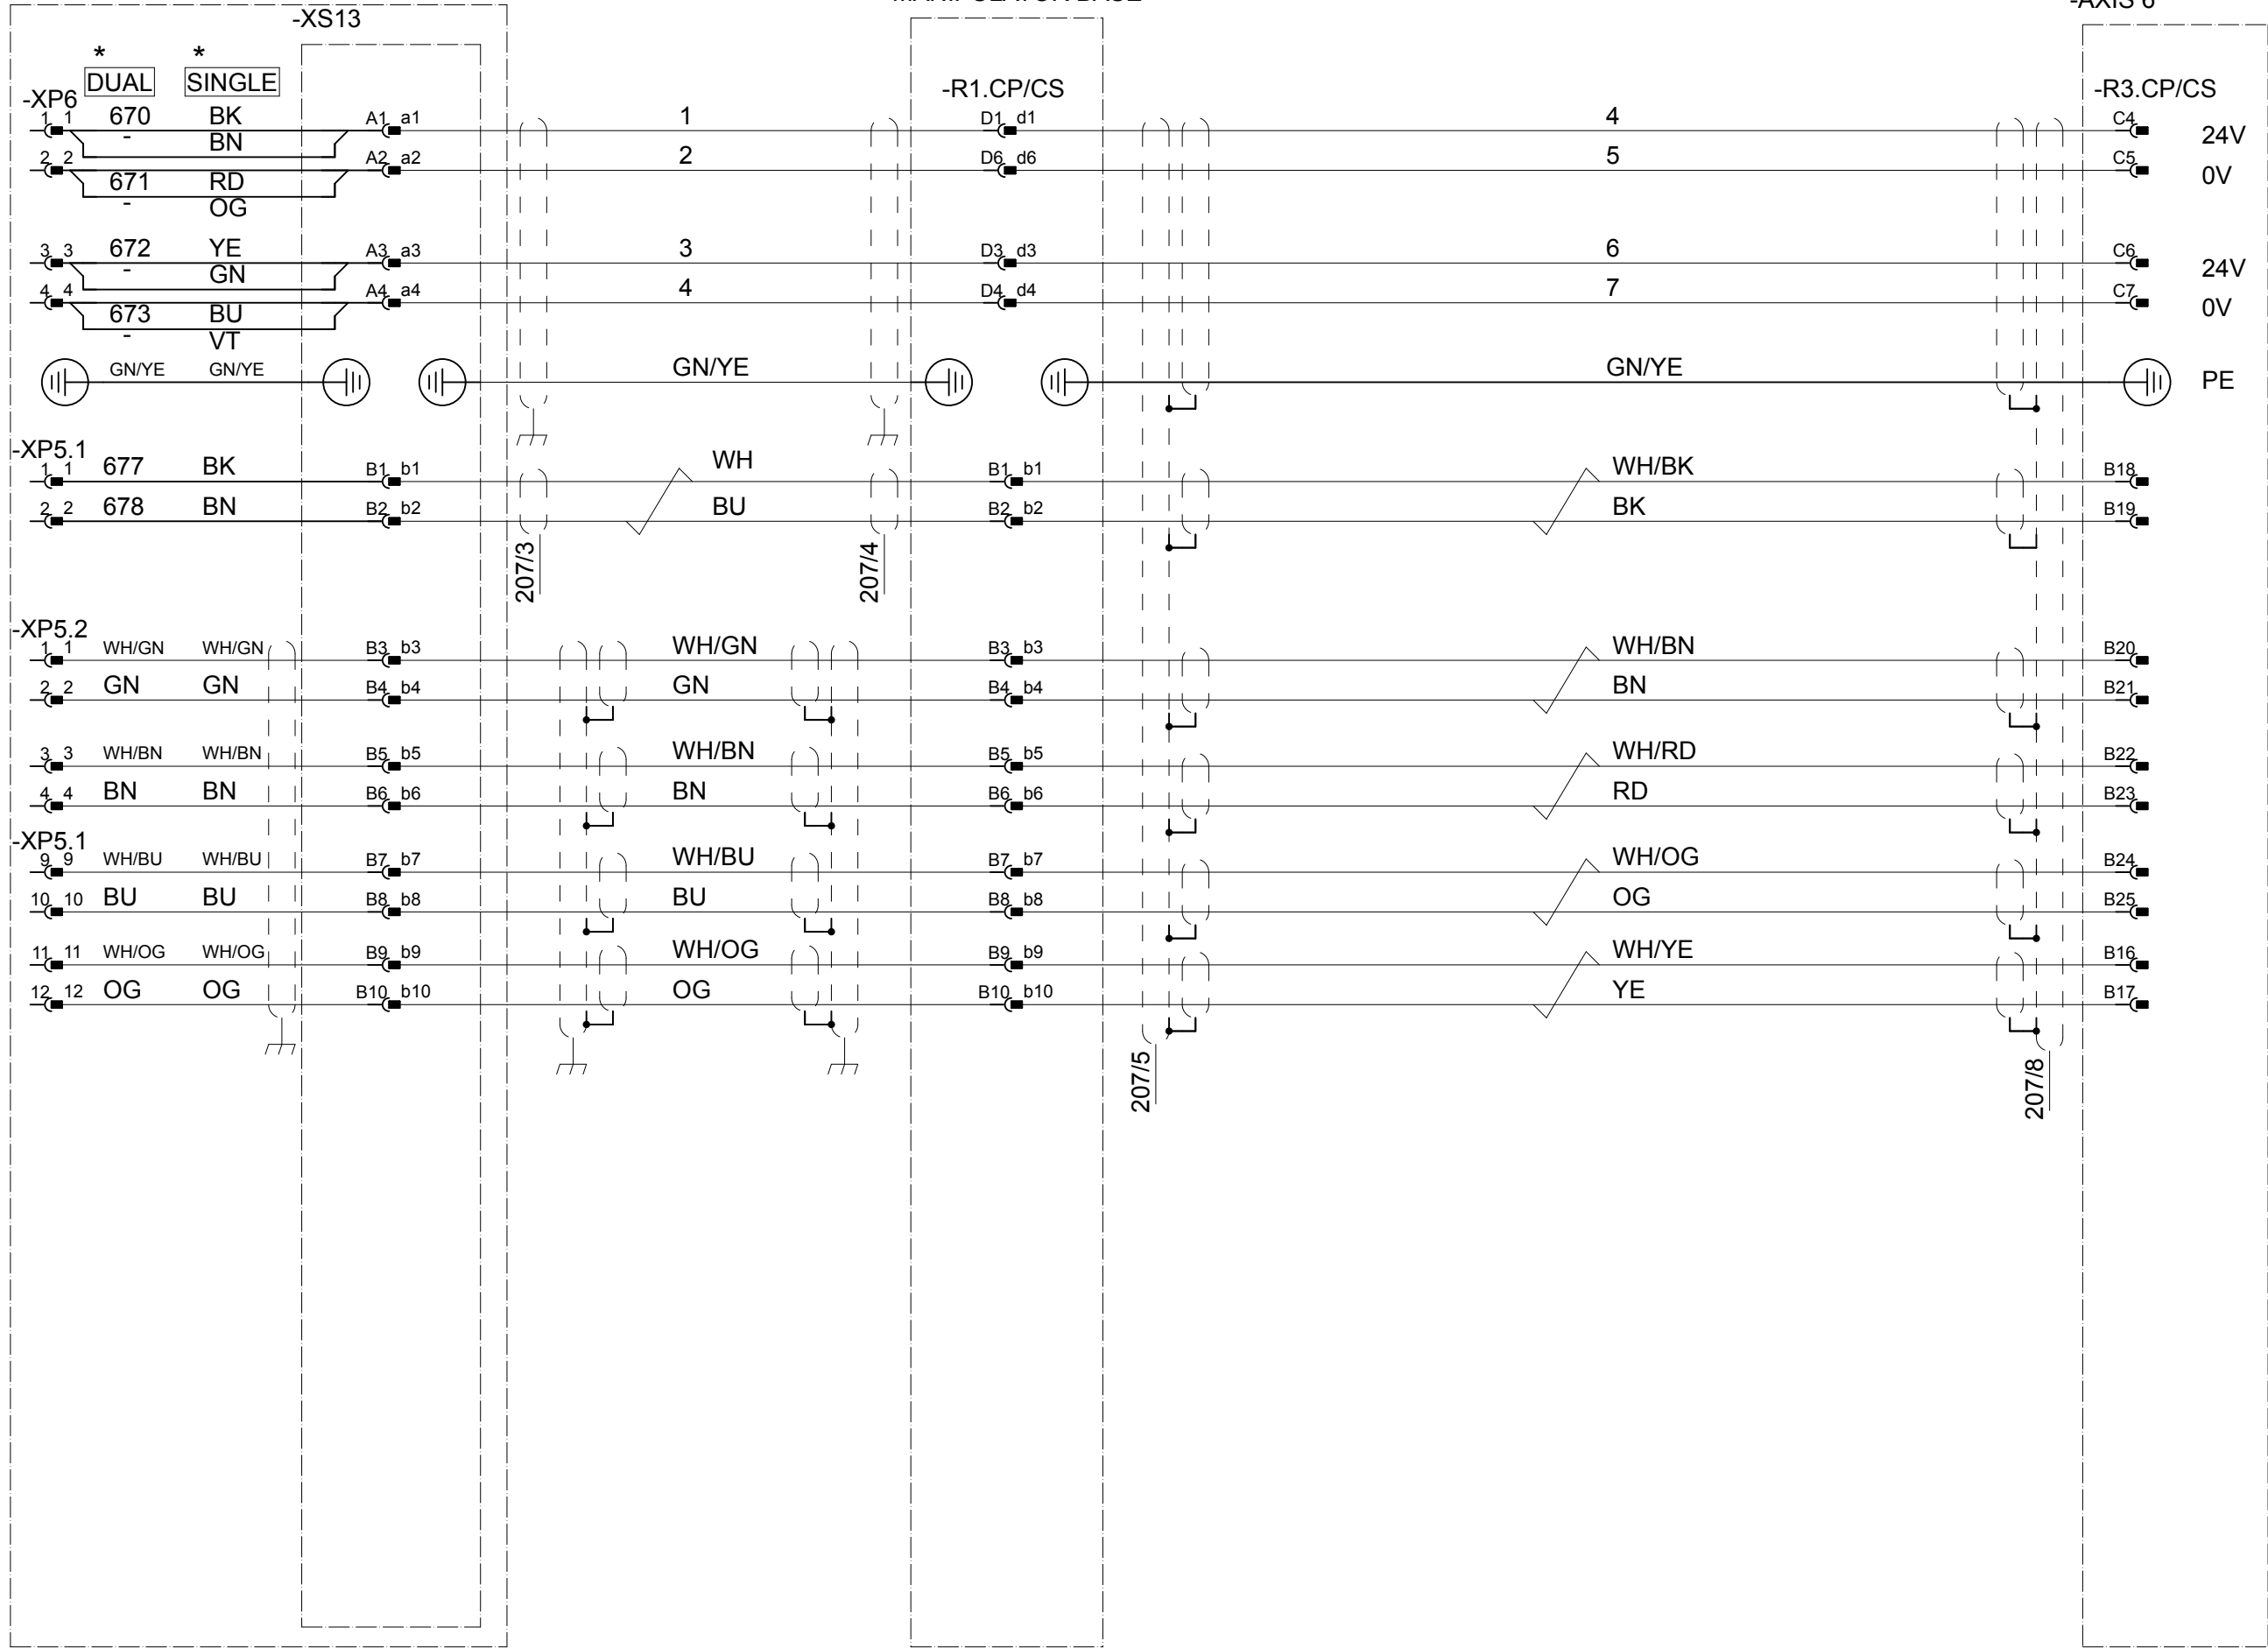 -XS13
-AXIS 6
* *
DUAL SINGLE
-R1.CP/CS -R3.CP/CS
-XP6
1 1 670 BK A1 a1 1 D1 d1 4 C4 24V
- BN
2 2 A2 a2 2 D6 d6 5 C5 0V
671 RD
- OG
3 3 672 YE A3 a3 3 D3 d3 6 C6 24V
- GN
4 4 A4 a4 4 D4 d4 7 C7 0V
673 BU
- VT
GN/YE GN/YE GN/YE GN/YE PE
-XP5.1
1 1 677 BK B1 b1 WH B1 b1 WH/BK B18
2 2 678 BN B2 b2 BU B2 b2 BK B19
207/3 207/4
-XP5.2
1 1 WH/GN WH/GN B3 b3 WH/GN B3 b3 WH/BN B20
2 2 GN GN B4 b4 GN B4 b4 BN B21
3 3 WH/BN WH/BN B5 b5 WH/BN B5 b5 WH/RD B22
4 4 BN BN B6 b6 BN B6 b6 RD B23
-XP5.1
9 9 WH/BU WH/BU B7 b7 WH/BU B7 b7 WH/OG B24
10 10 BU BU B8 b8 BU B8 b8 OG B25
11 11 WH/OG WH/OG B9 b9 WH/OG B9 b9 WH/YE B16
12 12 OG OG B10 b10 OG B10 b10 YE B17
207/5 207/8